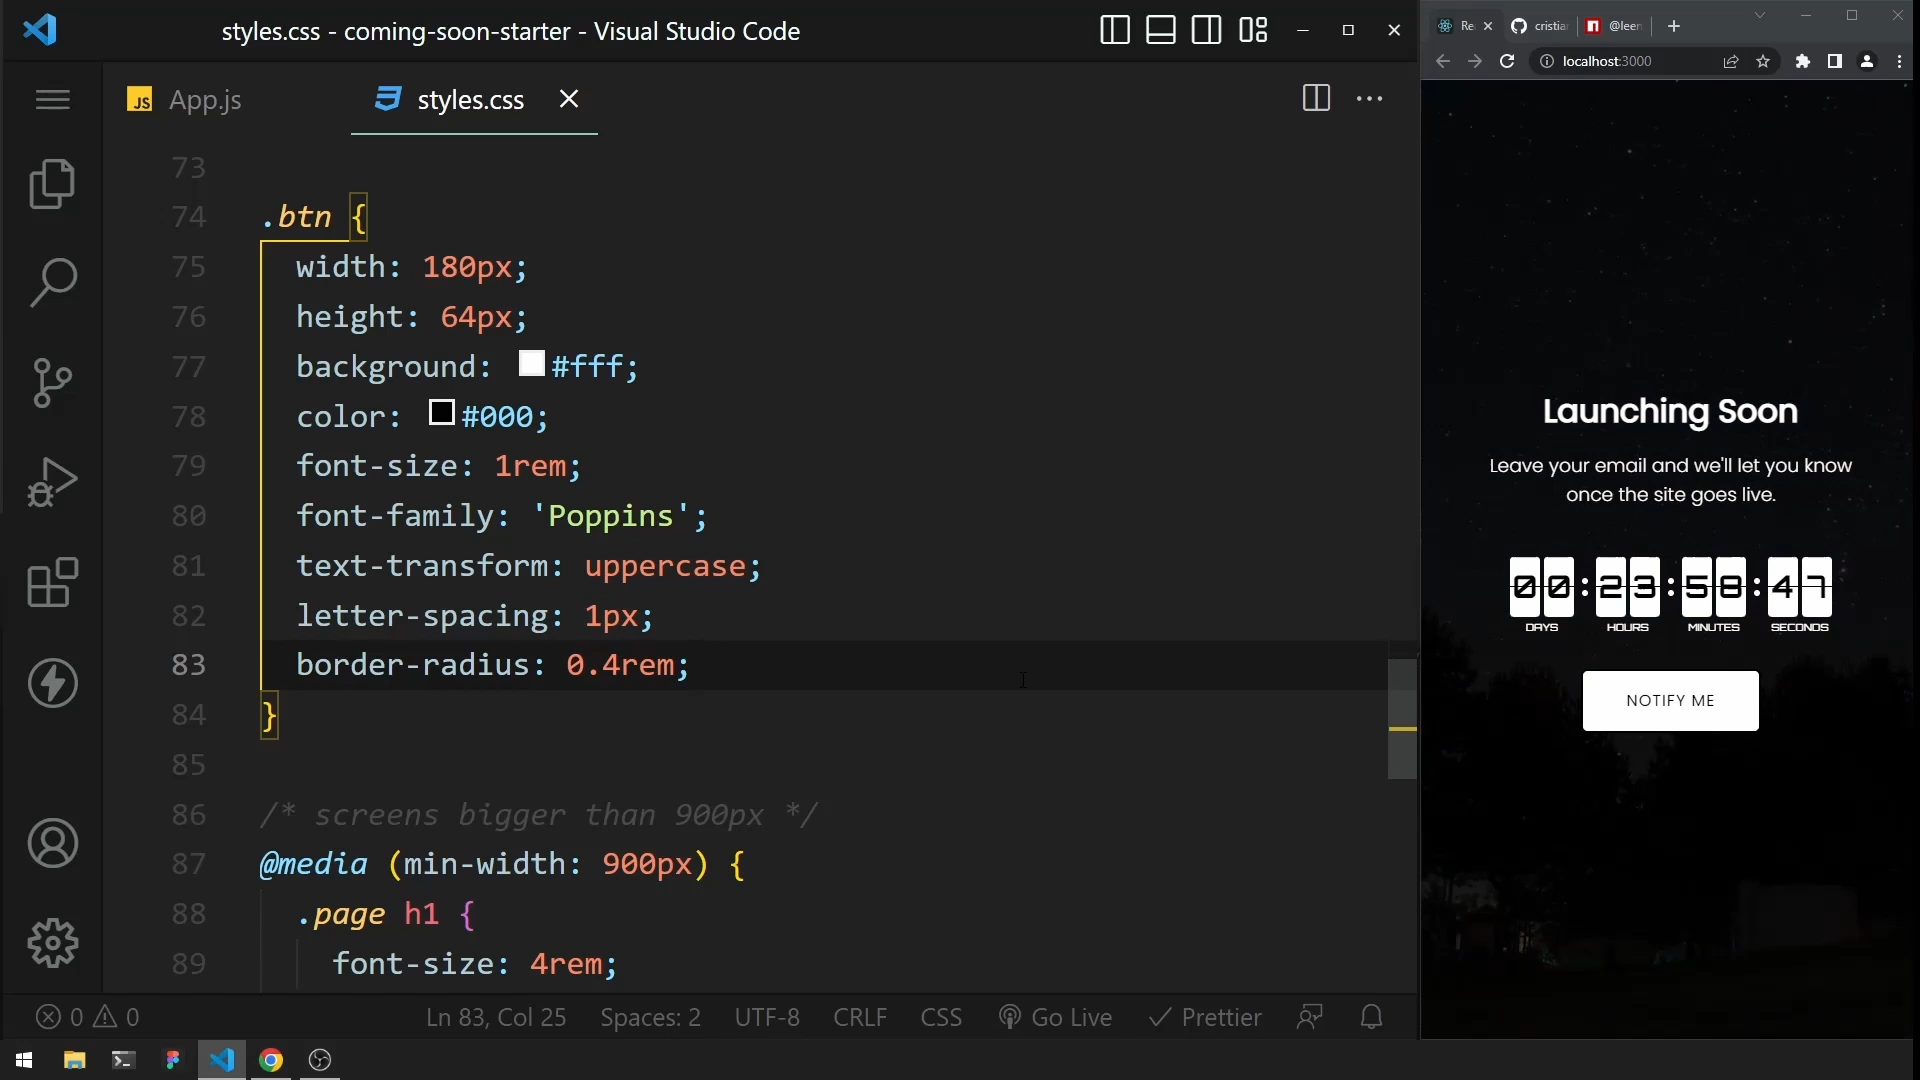 styles.css - coming-soon-starter - Visual Studio Code
JS App.js
styles.css
73
74 .btn {
75 width: 180px;
76 height: 64px;
77 background: #fff;
78 color: #000;
79 font-size: 1rem;
80 font-family: 'Poppins';
81 text-transform: uppercase;
82 letter-spacing: 1px;
83 border-radius: 0.4rem;
84 }
85
86 /* screens bigger than 900px */
87 @media (min-width: 900px) {
88 .page h1 {
89 font-size: 4rem;
0 0
Ln 83, Col 25
Spaces: 2
UTF-8
CRLF
CSS
Go Live
Prettier
Re
cristia
@leen
localhost:3000
Launching Soon
Leave your email and we'll let you know
once the site goes live.
00:23:58:47
DAYS HOURS MINUTES SECONDS
NOTIFY ME